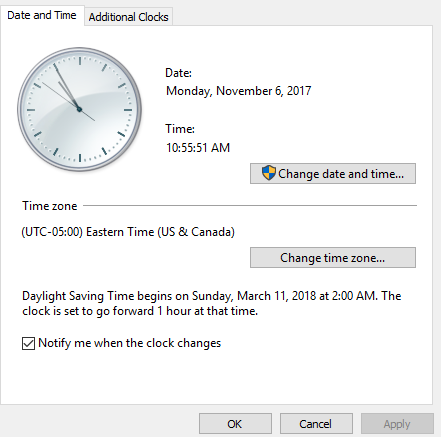 Date and Time
Additional Clocks
Date:
Monday, November 6, 2017
Time:
10:55:51 AM
Change date and time...
Time zone
(UTC-05:00) Eastern Time (US & Canada)
Change time zone...
Daylight Saving Time begins on Sunday, March 11, 2018 at 2:00 AM. The
clock is set to go forward 1 hour at that time.
Notify me when the clock changes
OK
Cancel
Apply